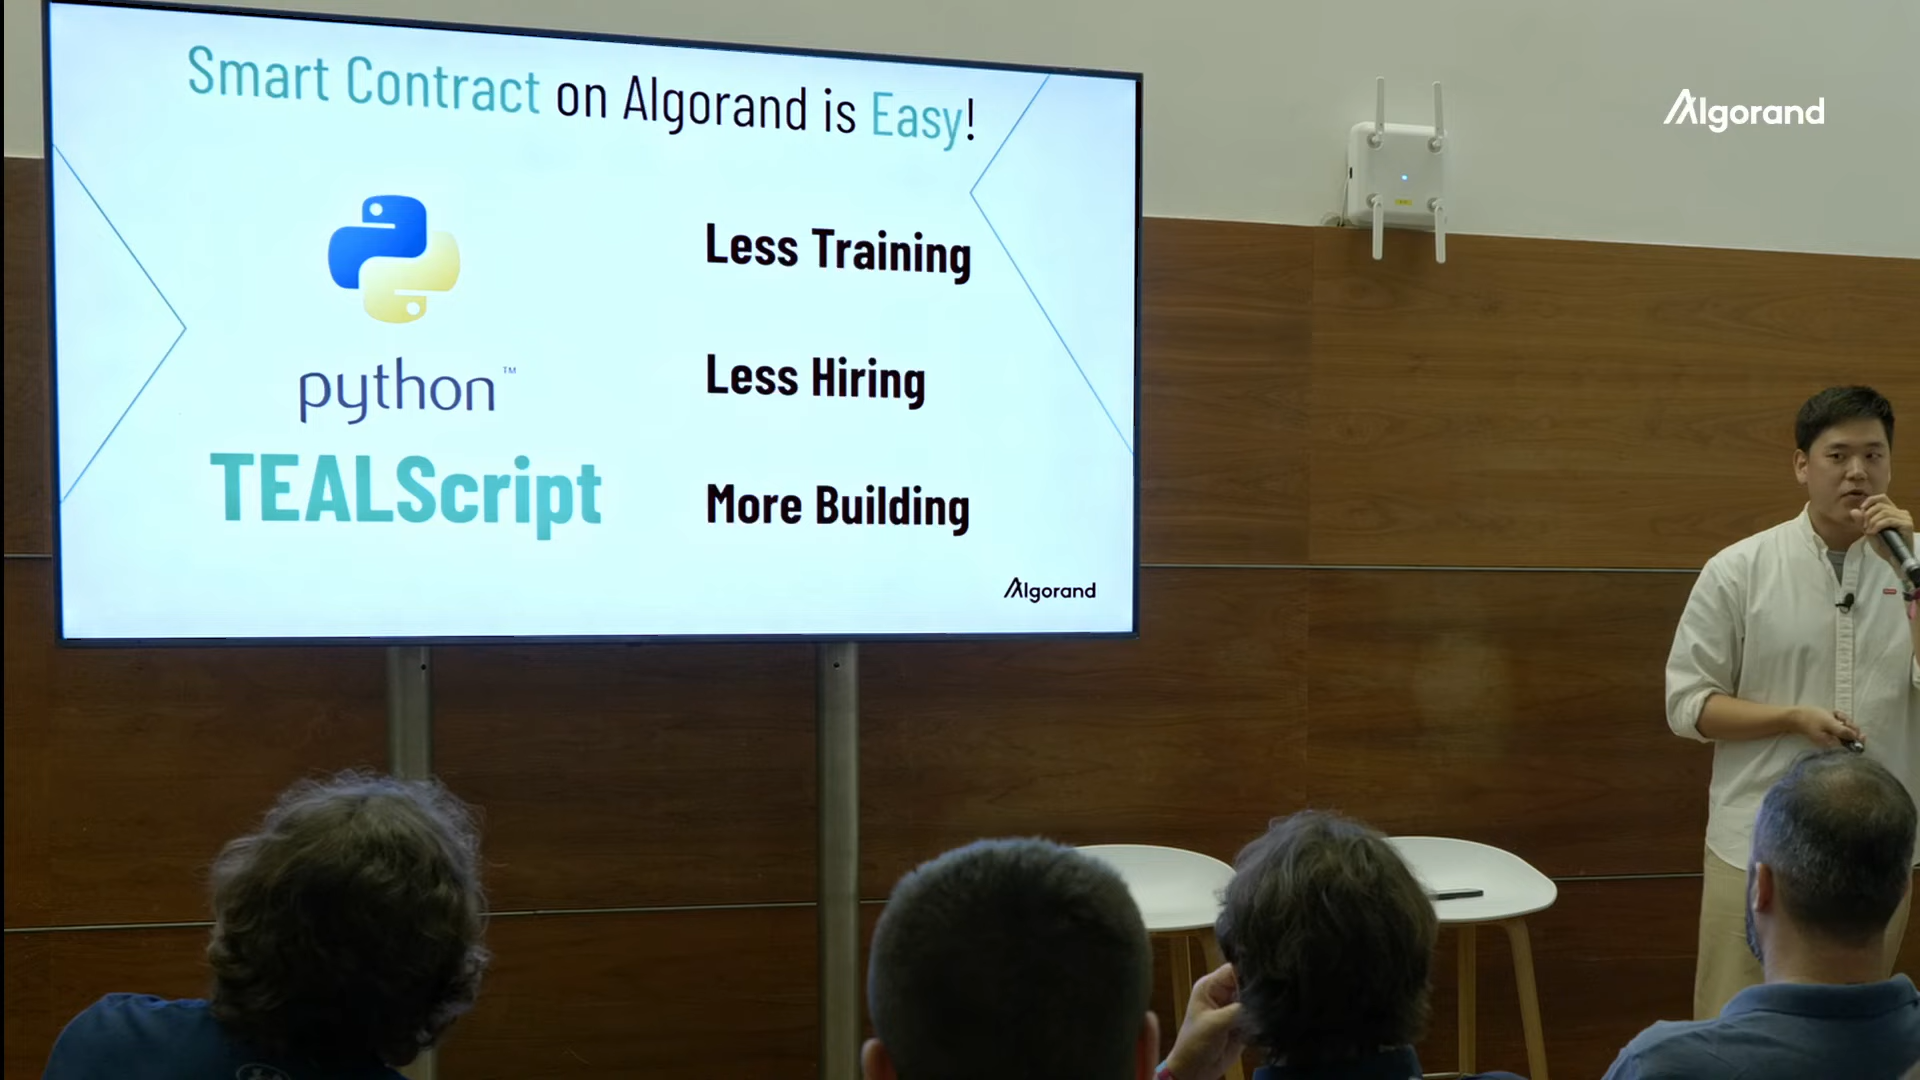 Smart Contract on Algorand is Easy!
python™
TEALScript
Less Training
Less Hiring
More Building
Algorand
Algorand